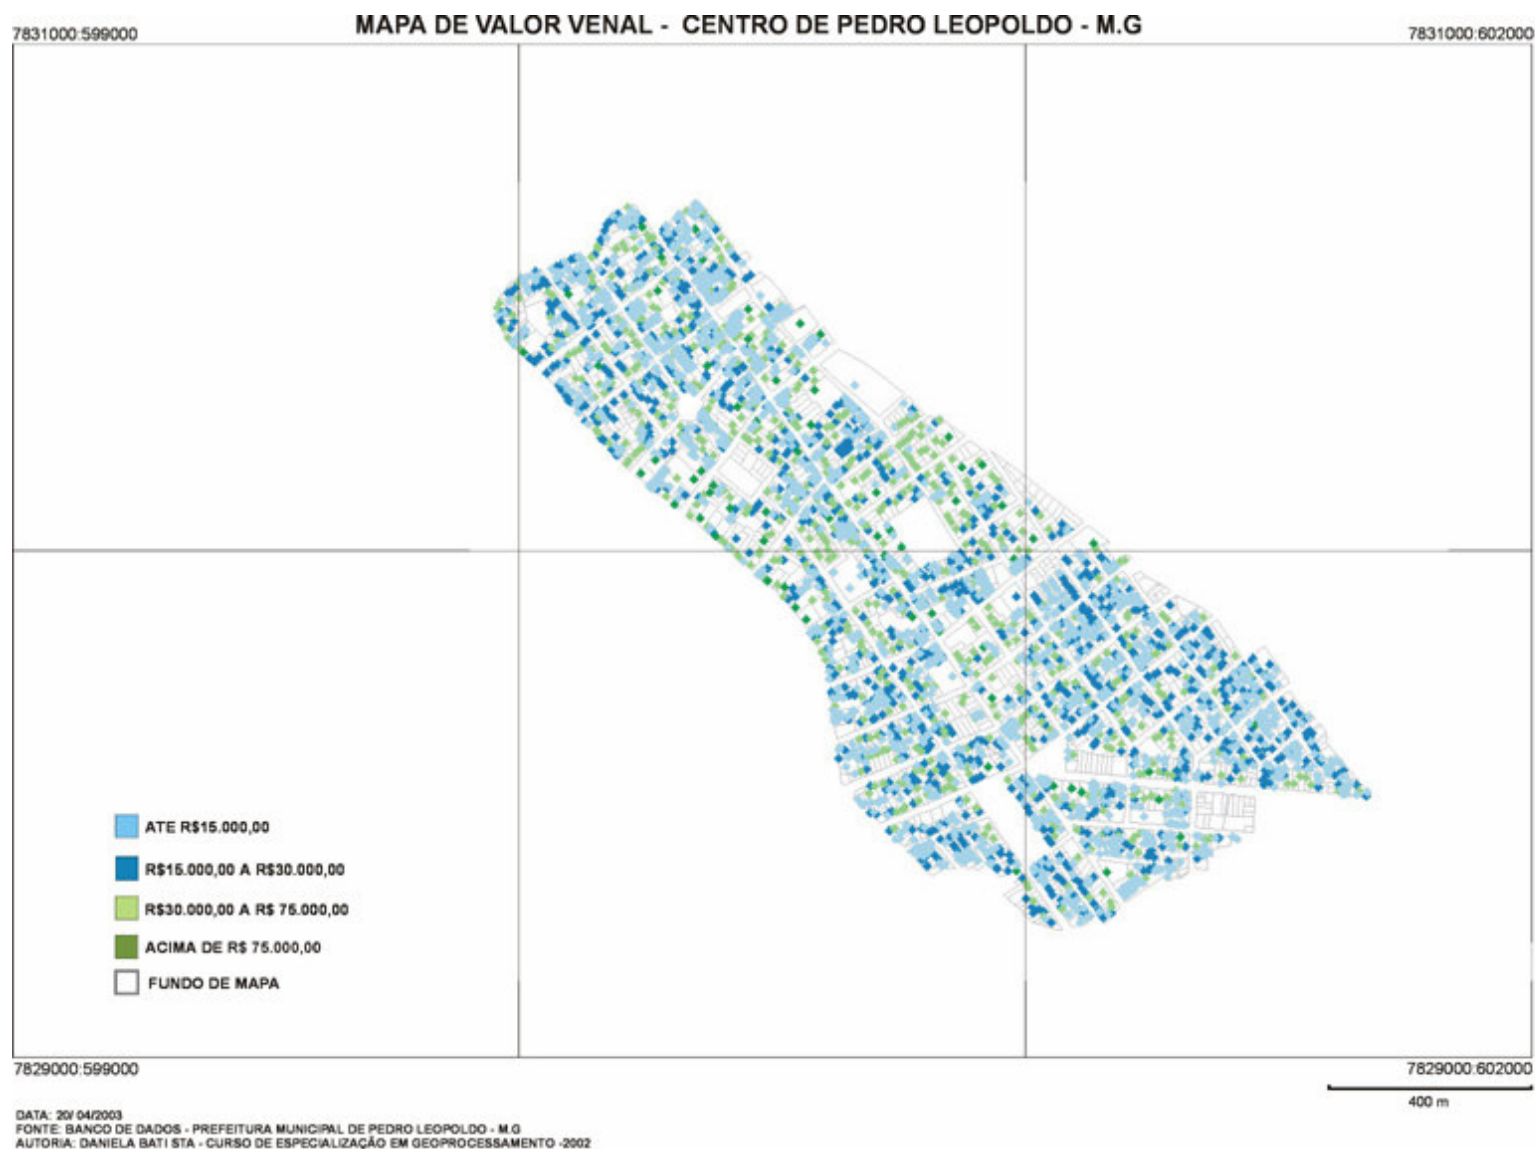 MAPA DE VALOR VENAL - CENTRO DE PEDRO LEOPOLDO - M.G
7831000:599000
7831000:602000
ATE R$15.000,00
R$15.000,00 A R$30.000,00
R$30.000,00 A R$ 75.000,00
ACIMA DE R$ 75.000,00
FUNDO DE MAPA
7829000:599000
7829000:602000
400 m
DATA: 20/ 04/2003
FONTE: BANCO DE DADOS - PREFEITURA MUNICIPAL DE PEDRO LEOPOLDO - M.G
AUTORIA: DANIELA BATI STA - CURSO DE ESPECIALIZAÇÃO EM GEOPROCESSAMENTO -2002